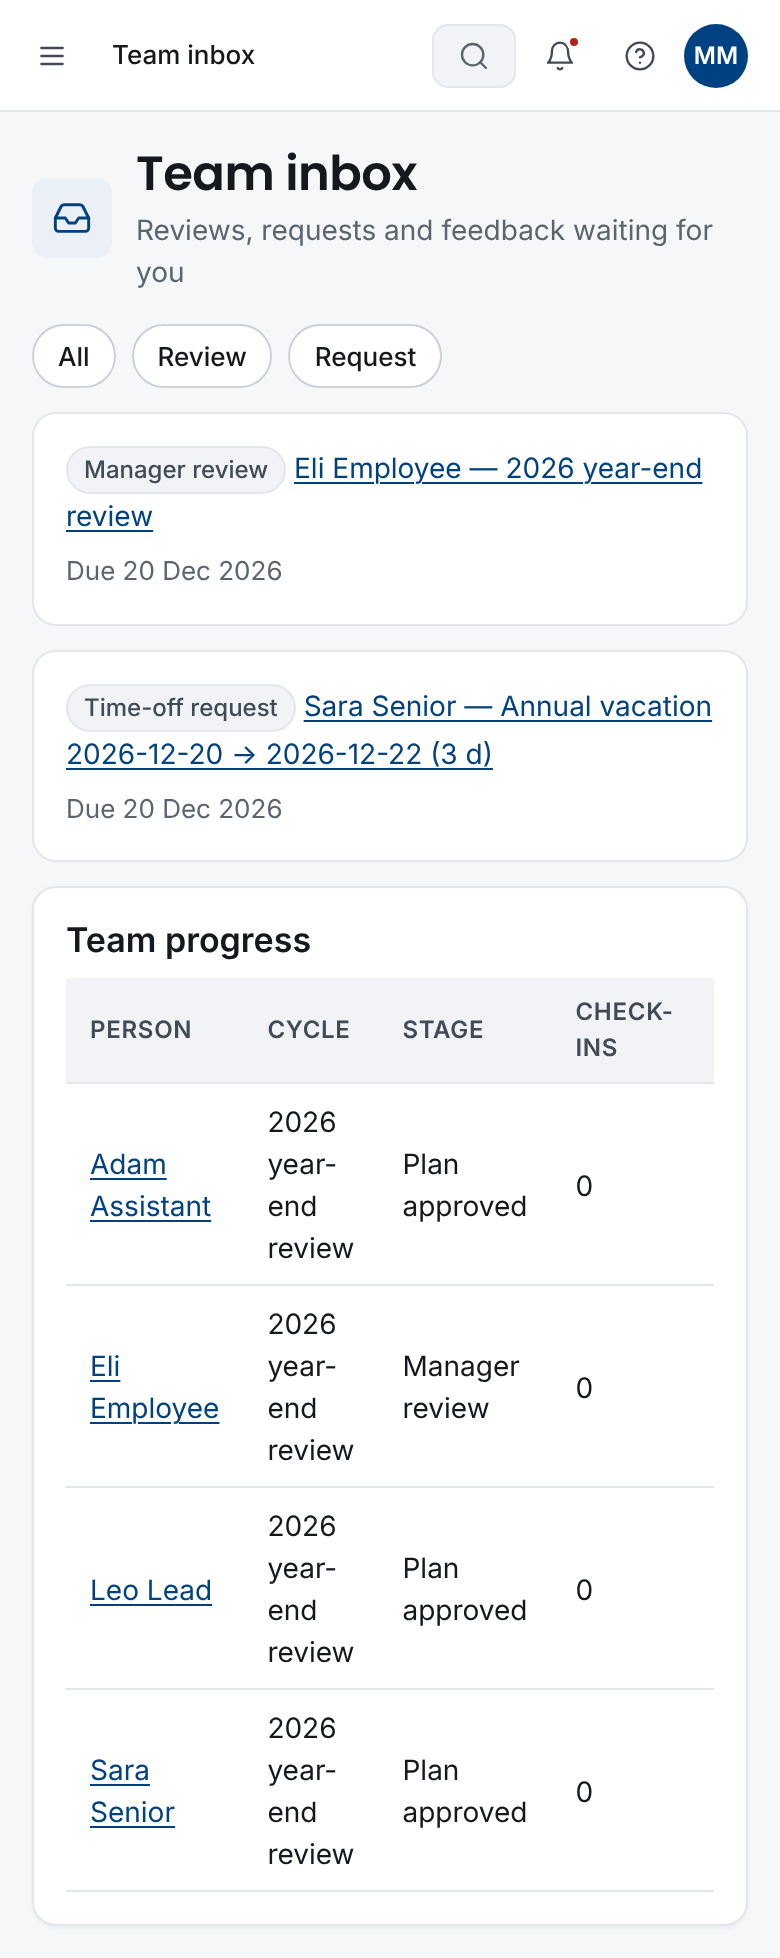 Team inbox
MM
Team inbox
Reviews, requests and feedback waiting for
you
All Review Request
Manager review Eli Employee — 2026 year-end
review
Due 20 Dec 2026
Time-off request Sara Senior — Annual vacation
2026-12-20 → 2026-12-22 (3 d)
Due 20 Dec 2026
Team progress
PERSON CYCLE STAGE CHECK-
INS
Adam
Assistant
2026
year-
end
review
Plan
approved
0
Eli
Employee
2026
year-
end
review
Manager
review
0
Leo Lead
2026
year-
end
review
Plan
approved
0
Sara
Senior
2026
year-
end
review
Plan
approved
0